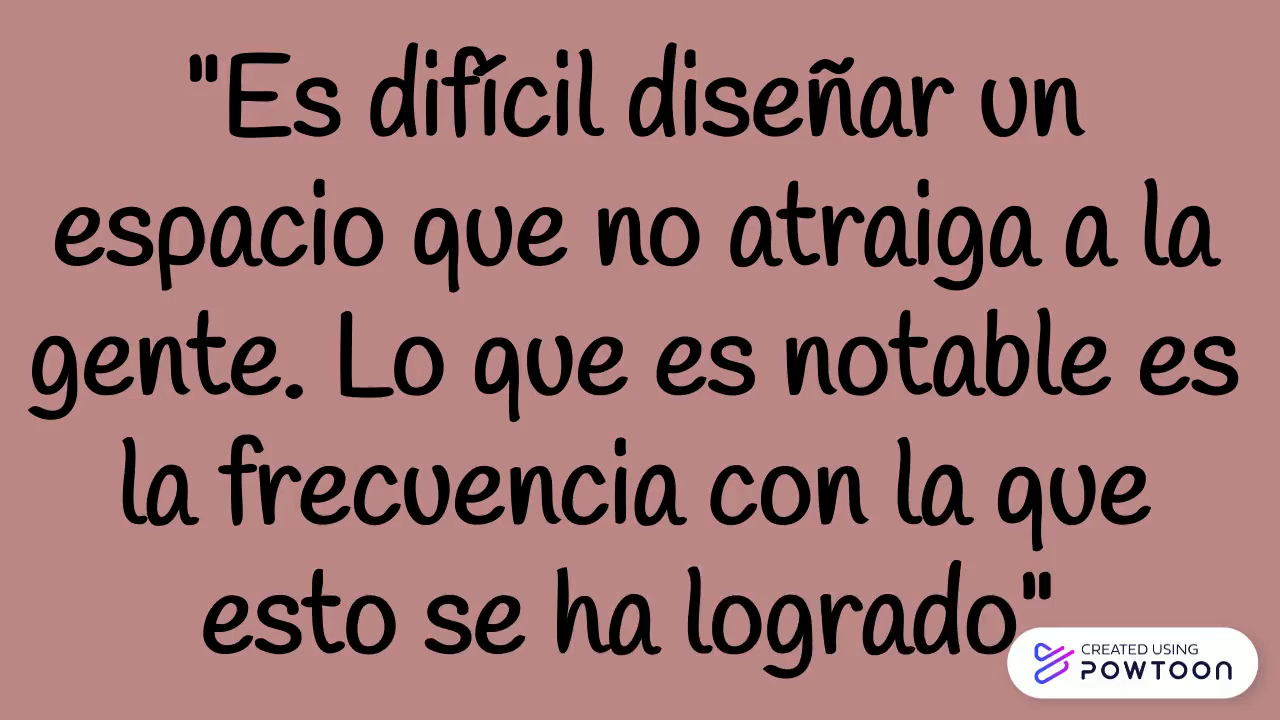 "Es difícil diseñar un
espacio que no atraiga a la
gente. Lo que es notable es
la frecuencia con la que
esto se ha logrado"
CREATED USING
POWTOON